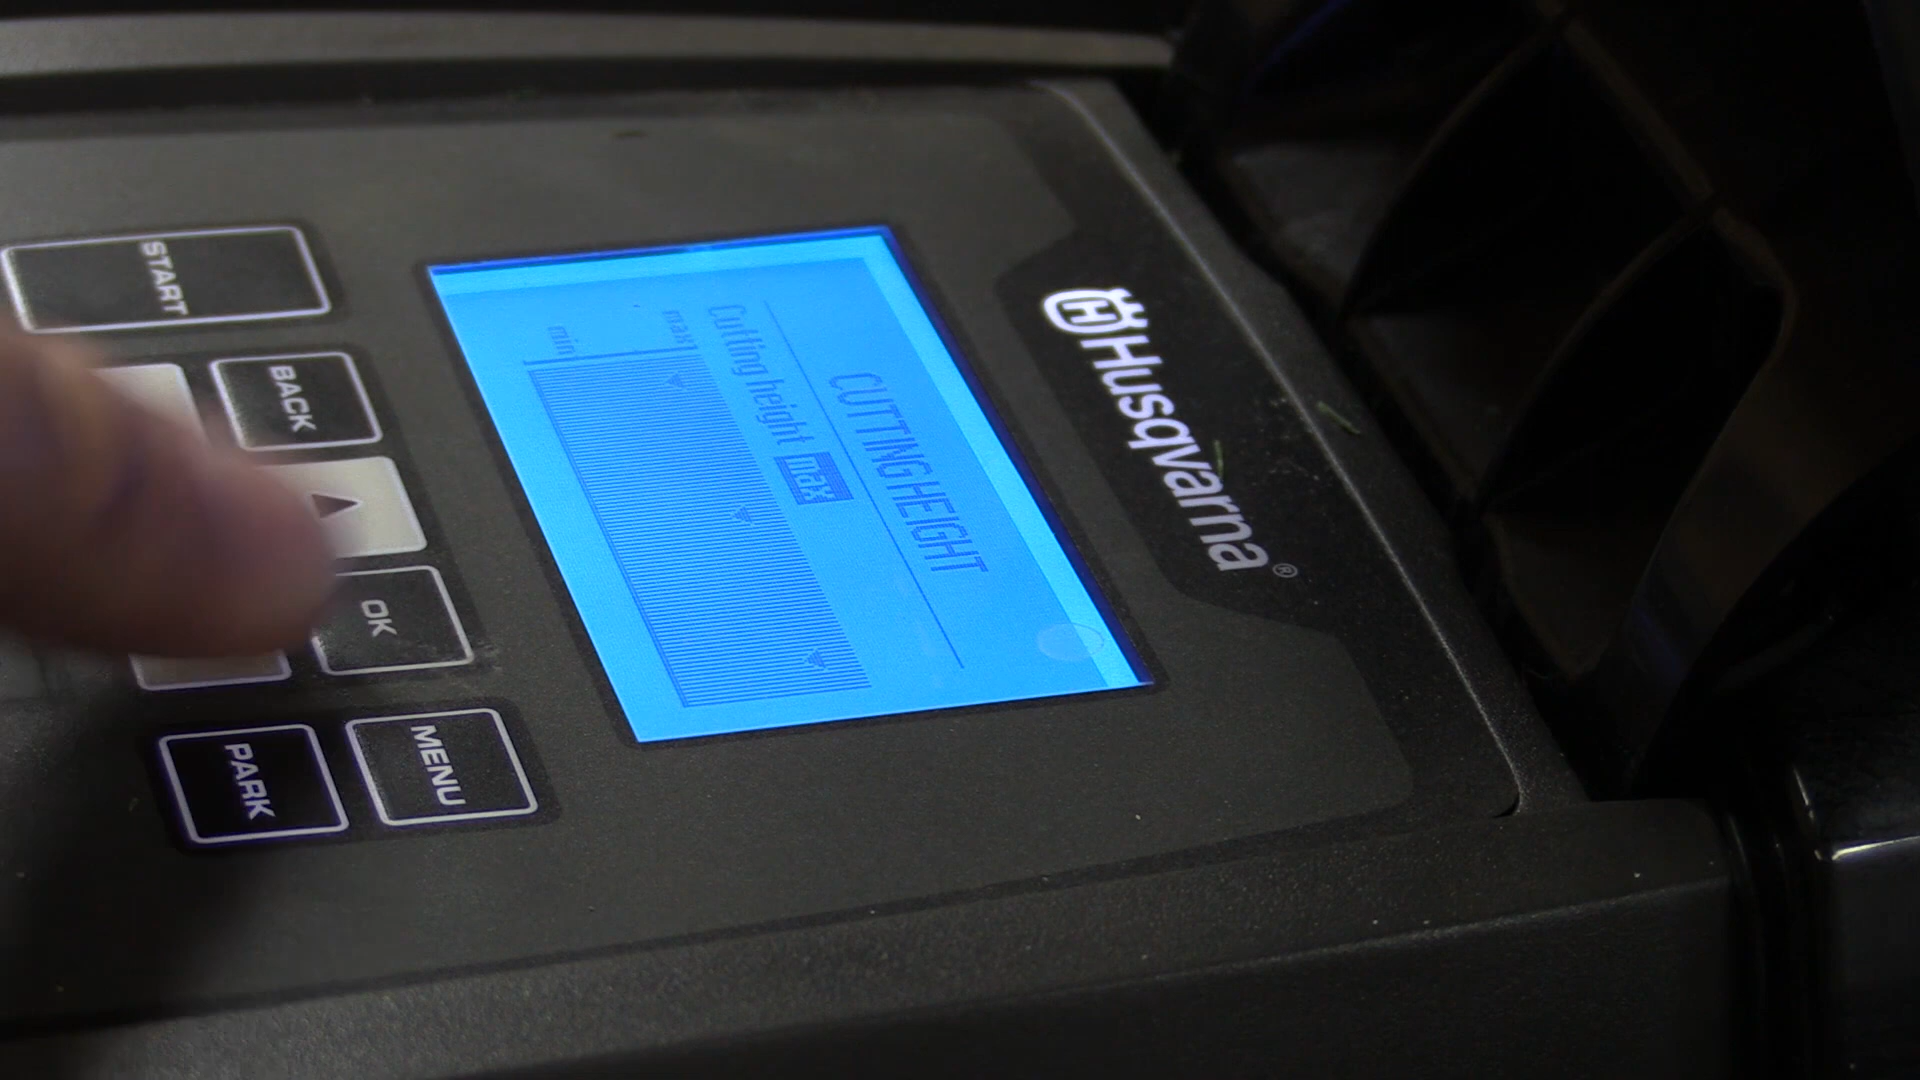 Husqvarna®
CUTTING HEIGHT
Cutting height max
max
min
START
BACK
OK
MENU
PARK